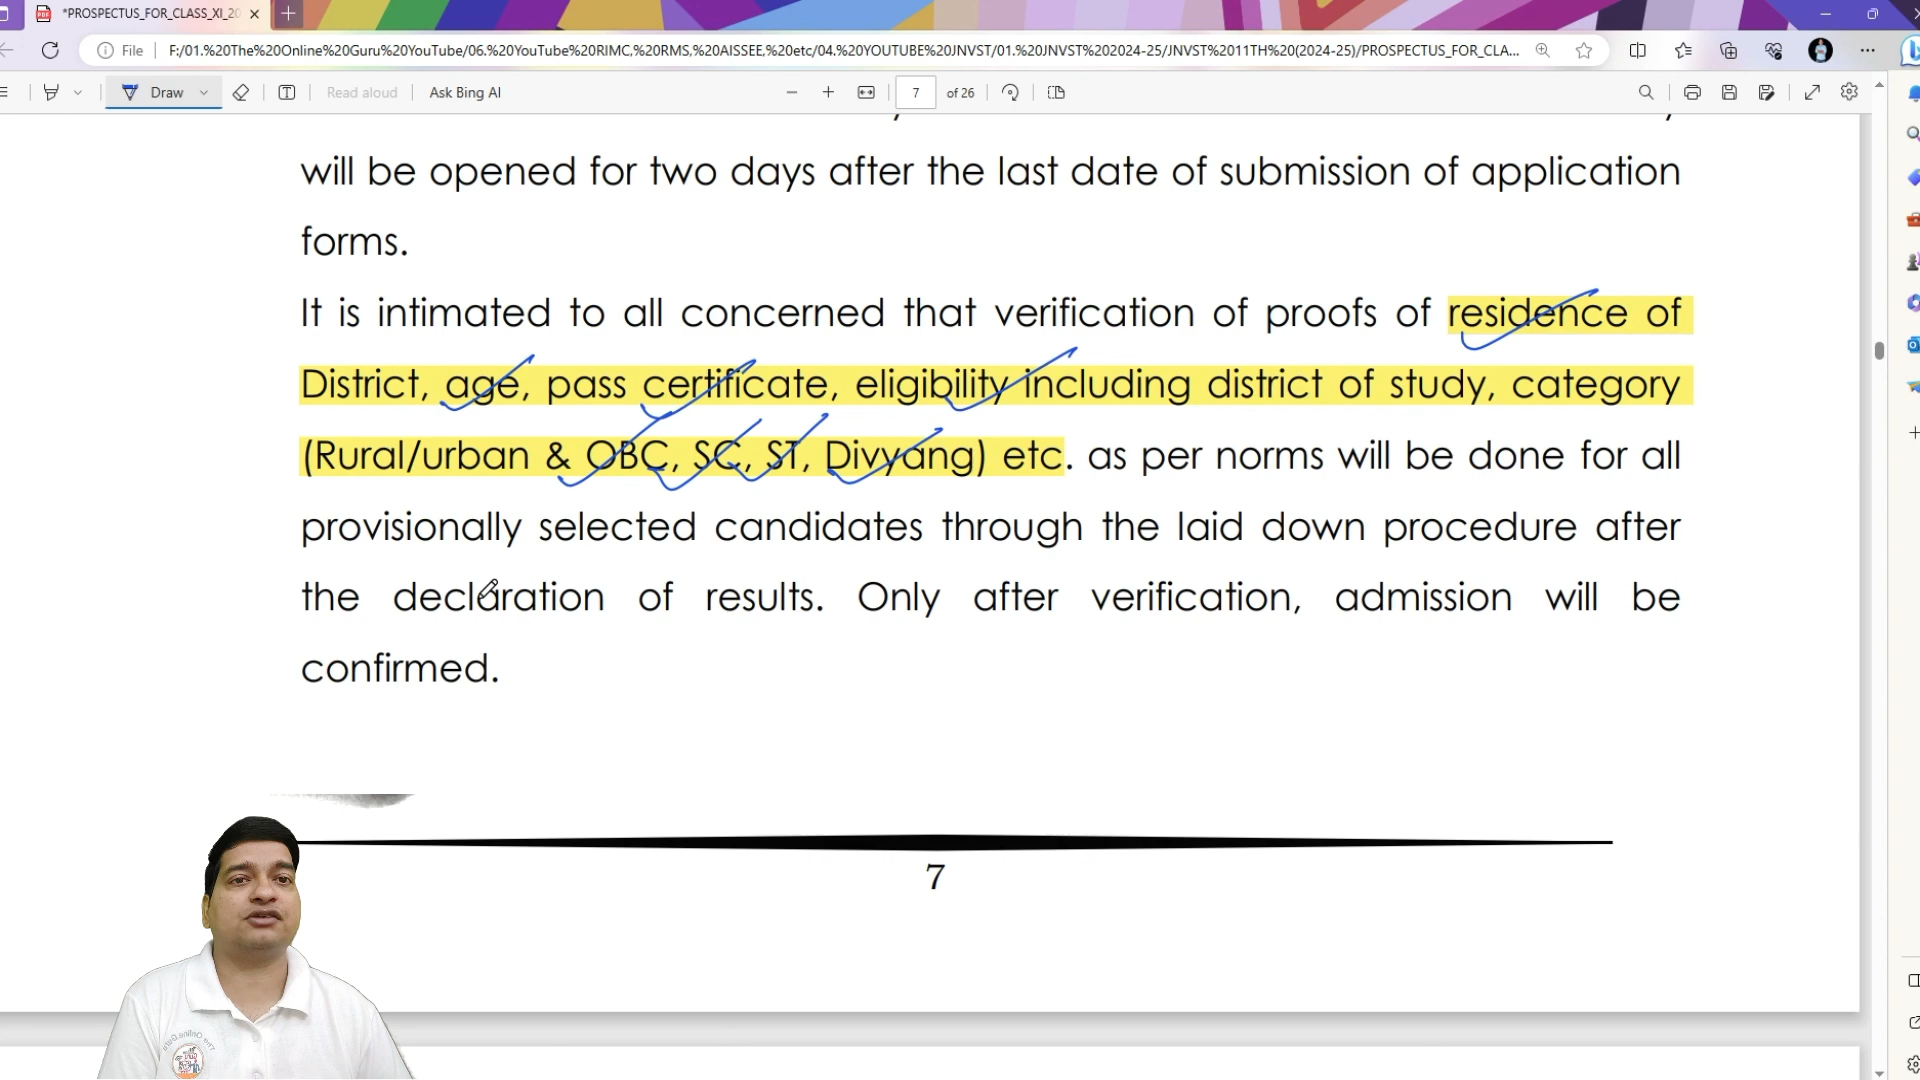 *PROSPECTUS_FOR_CLASS_XI_20
File
F:/01.%20The%20Online%20Guru%20YouTube/06.%20YouTube%20RIMC,%20RMS,%20AISSEE,%20etc/04.%20YOUTUBE%20JNVST/01.%20JNVST%202024-25/JNVST%2011TH%20(2024-25)/PROSPECTUS_FOR_CLA...
Draw
Read aloud
Ask Bing AI
7 of 26
will be opened for two days after the last date of submission of application
forms.
It is intimated to all concerned that verification of proofs of residence of
District, age, pass certificate, eligibility including district of study, category
(Rural/urban & OBC, SC, ST, Divyang) etc. as per norms will be done for all
provisionally selected candidates through the laid down procedure after
the declaration of results. Only after verification, admission will be
confirmed.
7